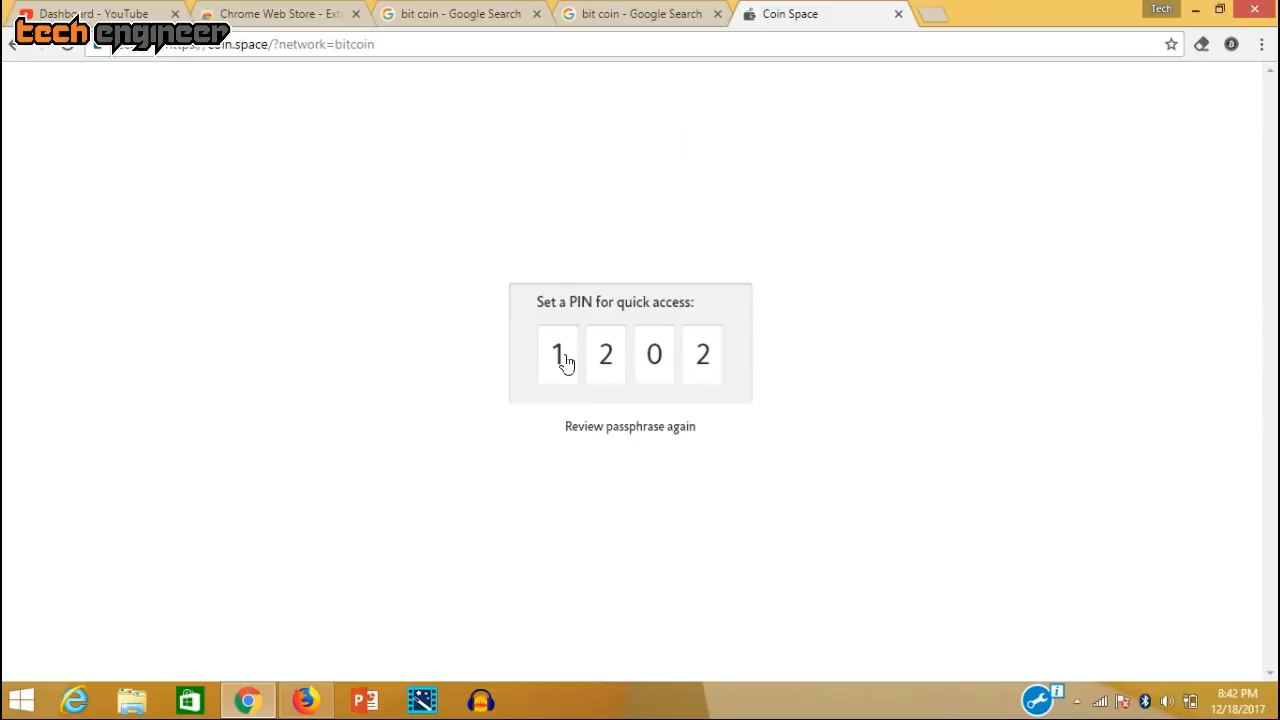 Dashboard - YouTube
Chrome Web Store - Exte
bit coin - Google Search
bit coin - Google Search
Coin Space
Tech
tech engineer
coin.space/?network=bitcoin
Set a PIN for quick access:
1 2 0 2
Review passphrase again
8:42 PM
12/18/2017